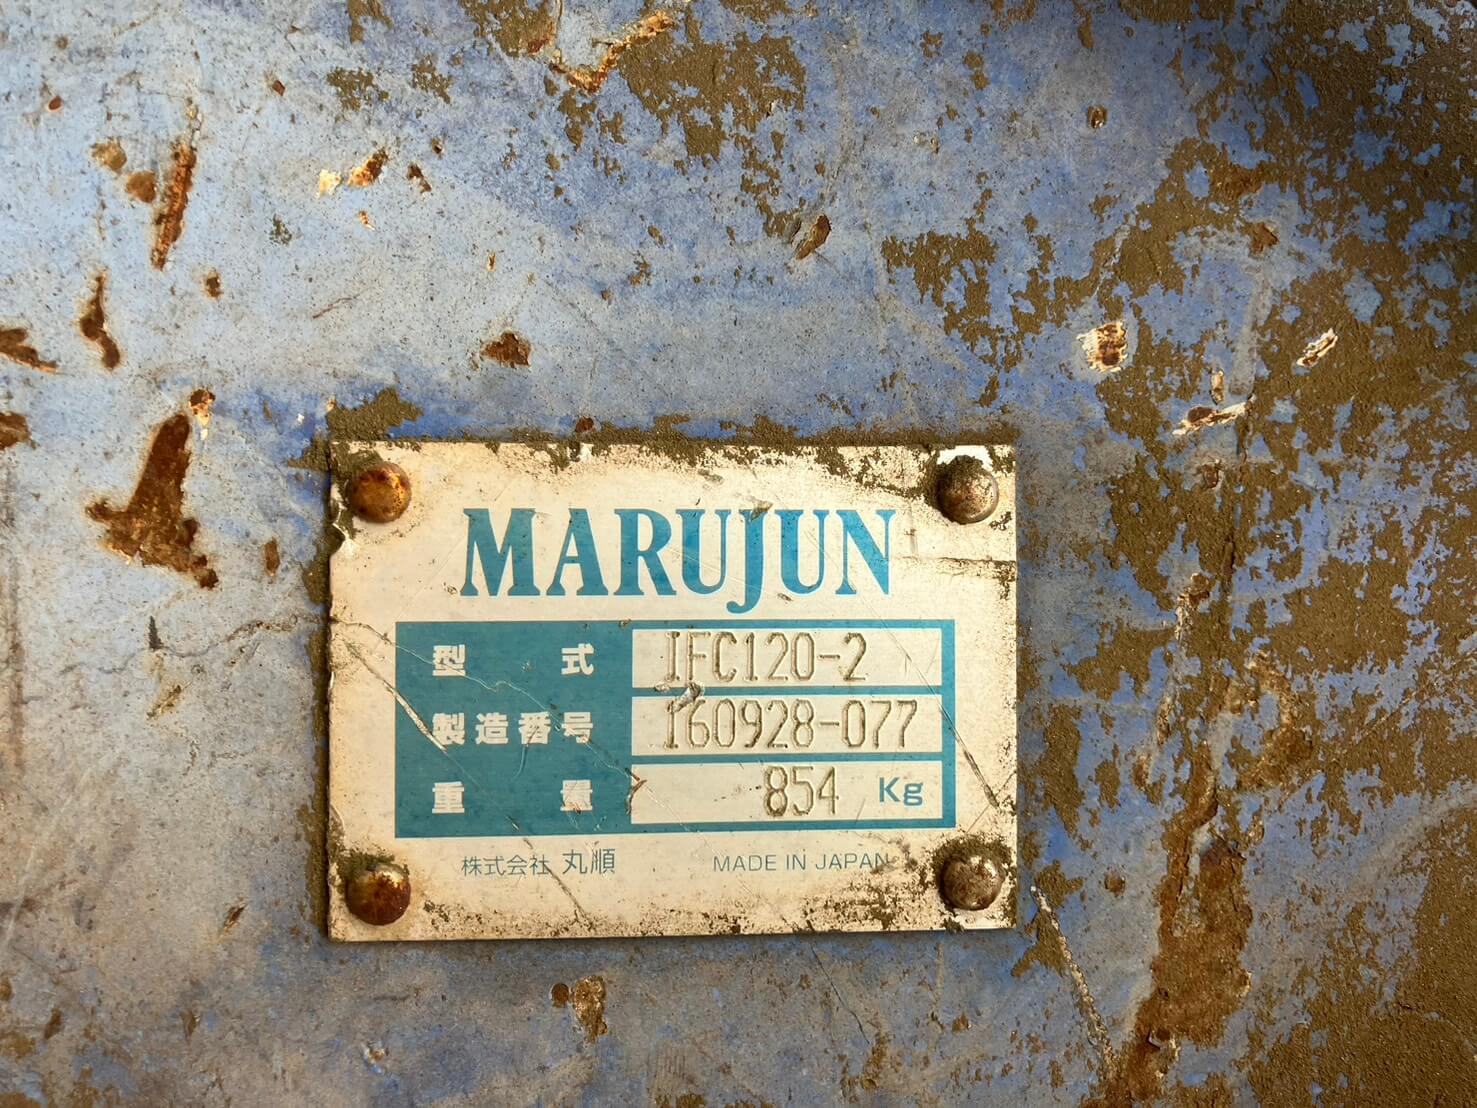 MARUJUN
型式 IFC120-2
製造番号 160928-077
重量 854 Kg
株式会社 丸順 MADE IN JAPAN